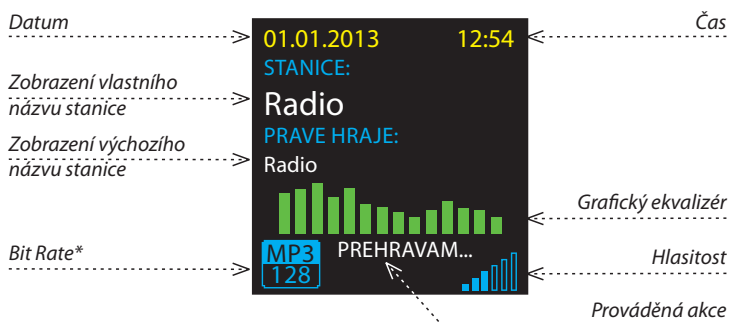 Datum
Čas
01.01.2013 12:54
STANICE:
Zobrazení vlastního
názvu stanice
Radio
PRAVE HRAJE:
Zobrazení výchozího
názvu stanice
Radio
Grafický ekvalizér
Bit Rate*
MP3
128
PREHRAVAM...
Hlasitost
Prováděná akce